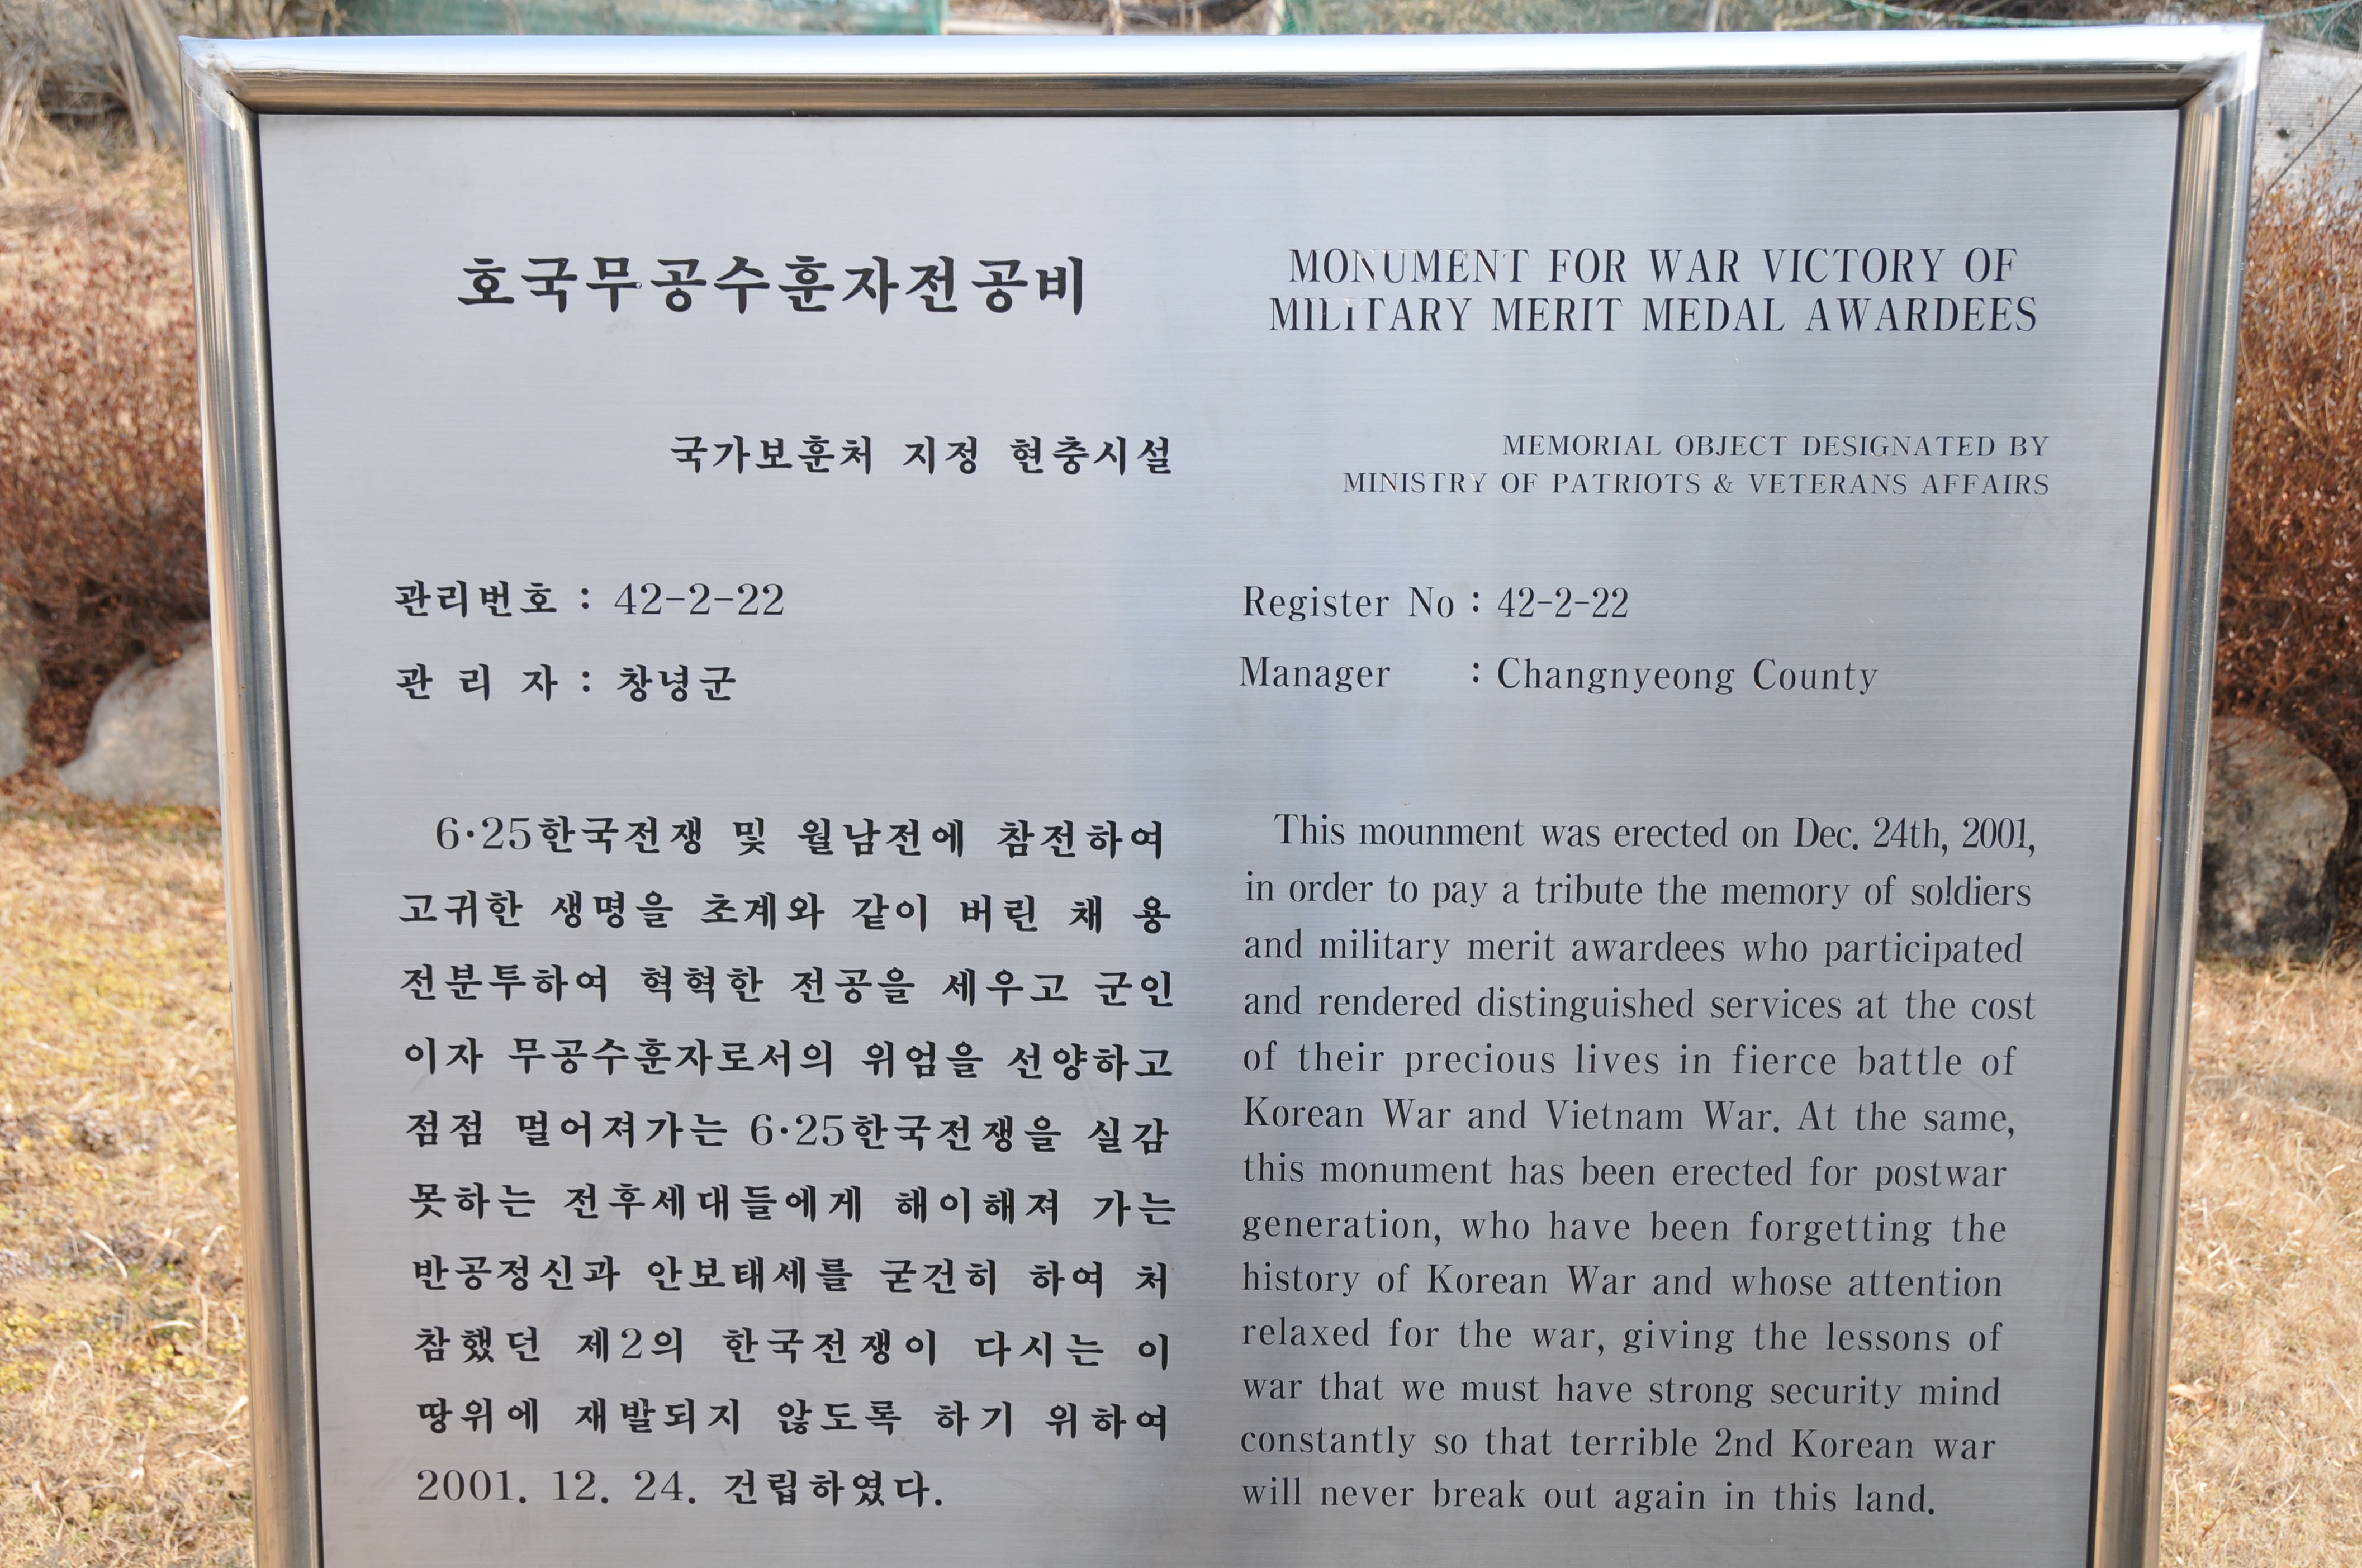 호국무공수훈자전공비
국가보훈처 지정 현충시설
관리번호 : 42-2-22
관 리 자 : 창녕군
6·25한국전쟁 및 월남전에 참전하여
고귀한 생명을 초계와 같이 버린 채 용
전분투하여 혁혁한 전공을 세우고 군인
이자 무공수훈자로서의 위엄을 선양하고
점점 멀어져가는 6·25한국전쟁을 실감
못하는 전후세대들에게 해이해져 가는
반공정신과 안보태세를 굳건히 하여 처
참했던 제2의 한국전쟁이 다시는 이
땅위에 재발되지 않도록 하기 위하여
2001. 12. 24. 건립하였다.
MONUMENT FOR WAR VICTORY OF
MILiTARY MERIT MEDAL AWARDEES
MEMORIAL OBJECT DESIGNATED BY
MINISTRY OF PATRIOTS & VETERANS AFFAIRS
Register No : 42-2-22
Manager : Changnyeong County
This mounment was erected on Dec. 24th, 2001,
in order to pay a tribute the memory of soldiers
and military merit awardees who participated
and rendered distinguished services at the cost
of their precious lives in fierce battle of
Korean War and Vietnam War. At the same,
this monument has been erected for postwar
generation, who have been forgetting the
history of Korean War and whose attention
relaxed for the war, giving the lessons of
war that we must have strong security mind
constantly so that terrible 2nd Korean war
will never break out again in this land.